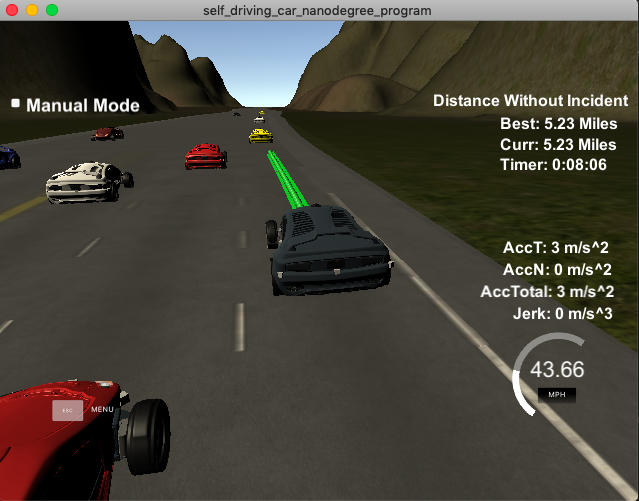 self_driving_car_nanodegree_program
Manual Mode
Distance Without Incident
Best: 5.23 Miles
Curr: 5.23 Miles
Timer: 0:08:06
AccT: 3 m/s^2
AccN: 0 m/s^2
AccTotal: 3 m/s^2
Jerk: 0 m/s^3
43.66
MPH
ESC MENU